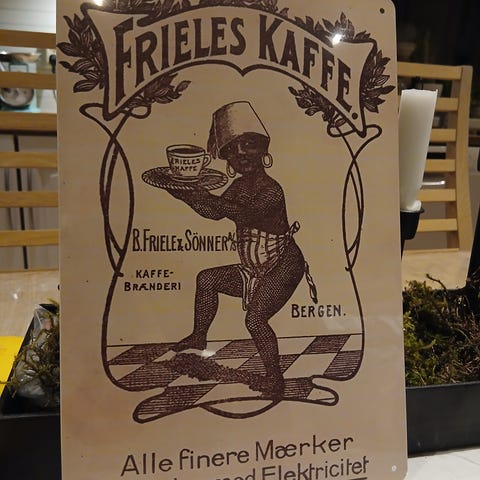 FRIELES KAFFE.
FRIELES
KAFFE
B. FRIELE & SÖNNER A/S
KAFFE-
BRÆNDERI
BERGEN.
Alle finere Mærker
med Elektricitet